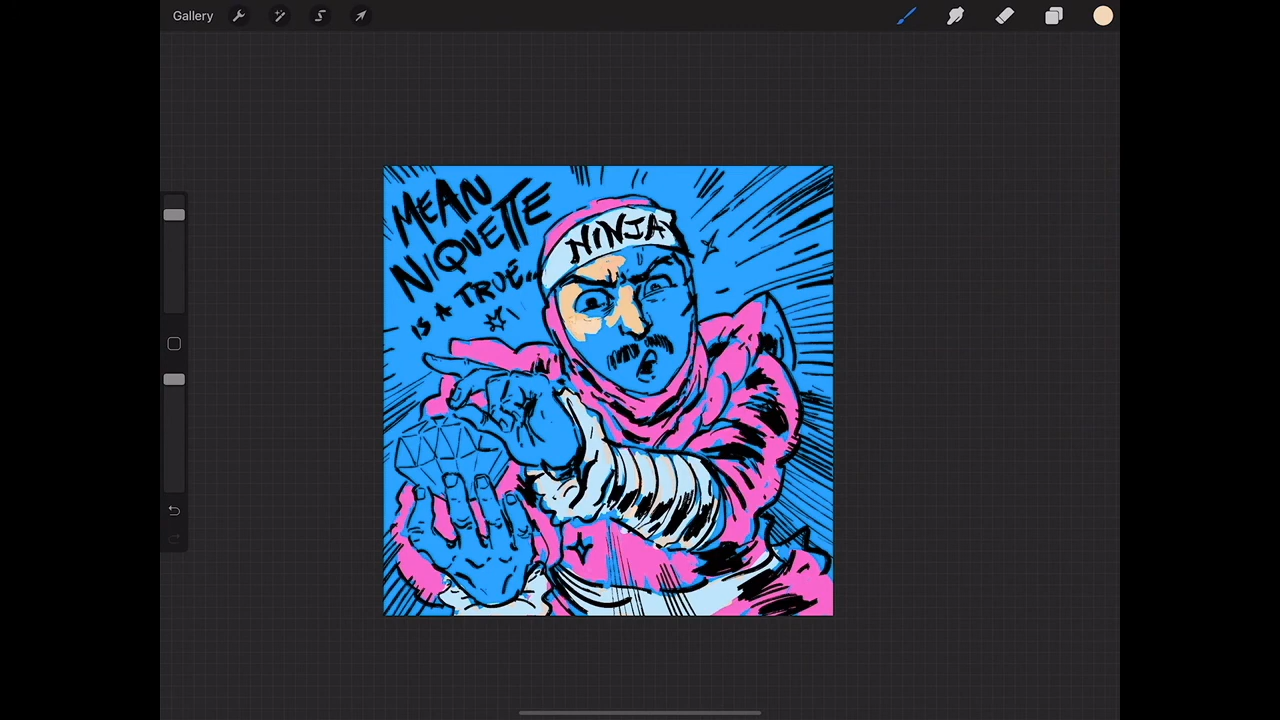 Gallery
MEAN
NIQUETTE
IS A TRUE...
NINJA